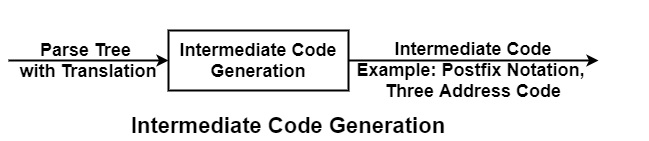 Parse Tree
with Translation
Intermediate Code
Generation
Intermediate Code
Example: Postfix Notation,
Three Address Code
Intermediate Code Generation